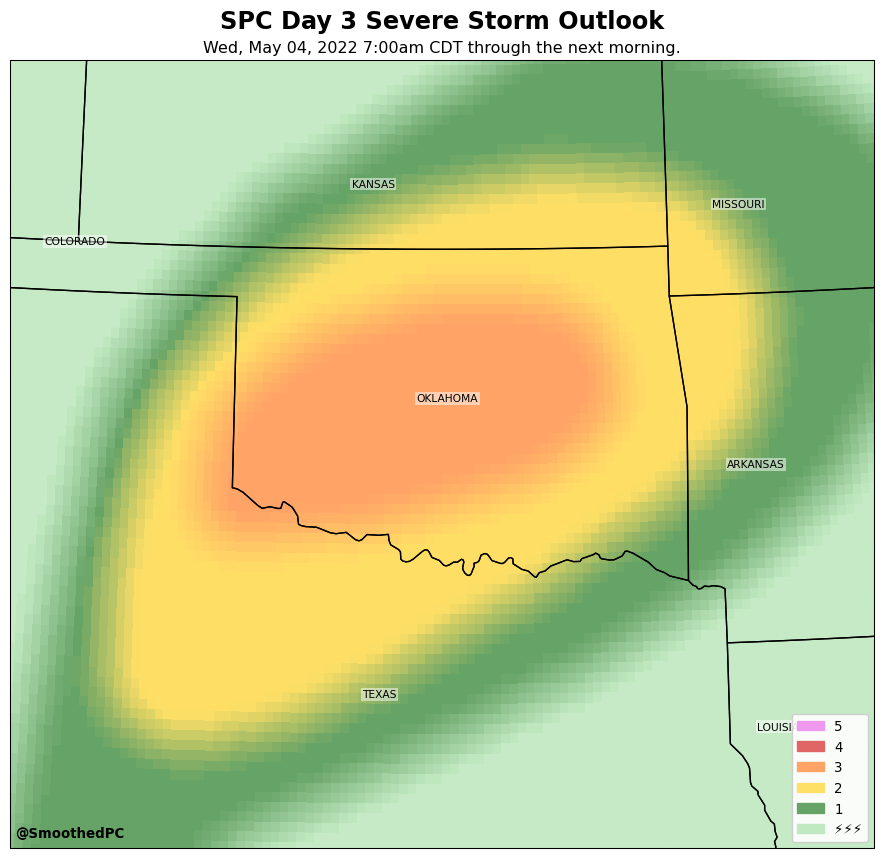 SPC Day 3 Severe Storm Outlook
Wed, May 04, 2022 7:00am CDT through the next morning.
KANSAS
MISSOURI
COLORADO
OKLAHOMA
ARKANSAS
TEXAS
LOUISI
5
4
3
2
1
⚡⚡⚡
@SmoothedPC